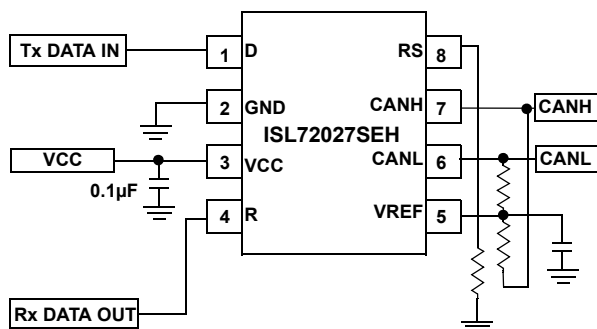 Tx DATA IN
1
D
RS
8
2
GND
CANH
7
CANH
ISL72027SEH
VCC
3
VCC
CANL
6
CANL
0.1µF
4
R
VREF
5
Rx DATA OUT